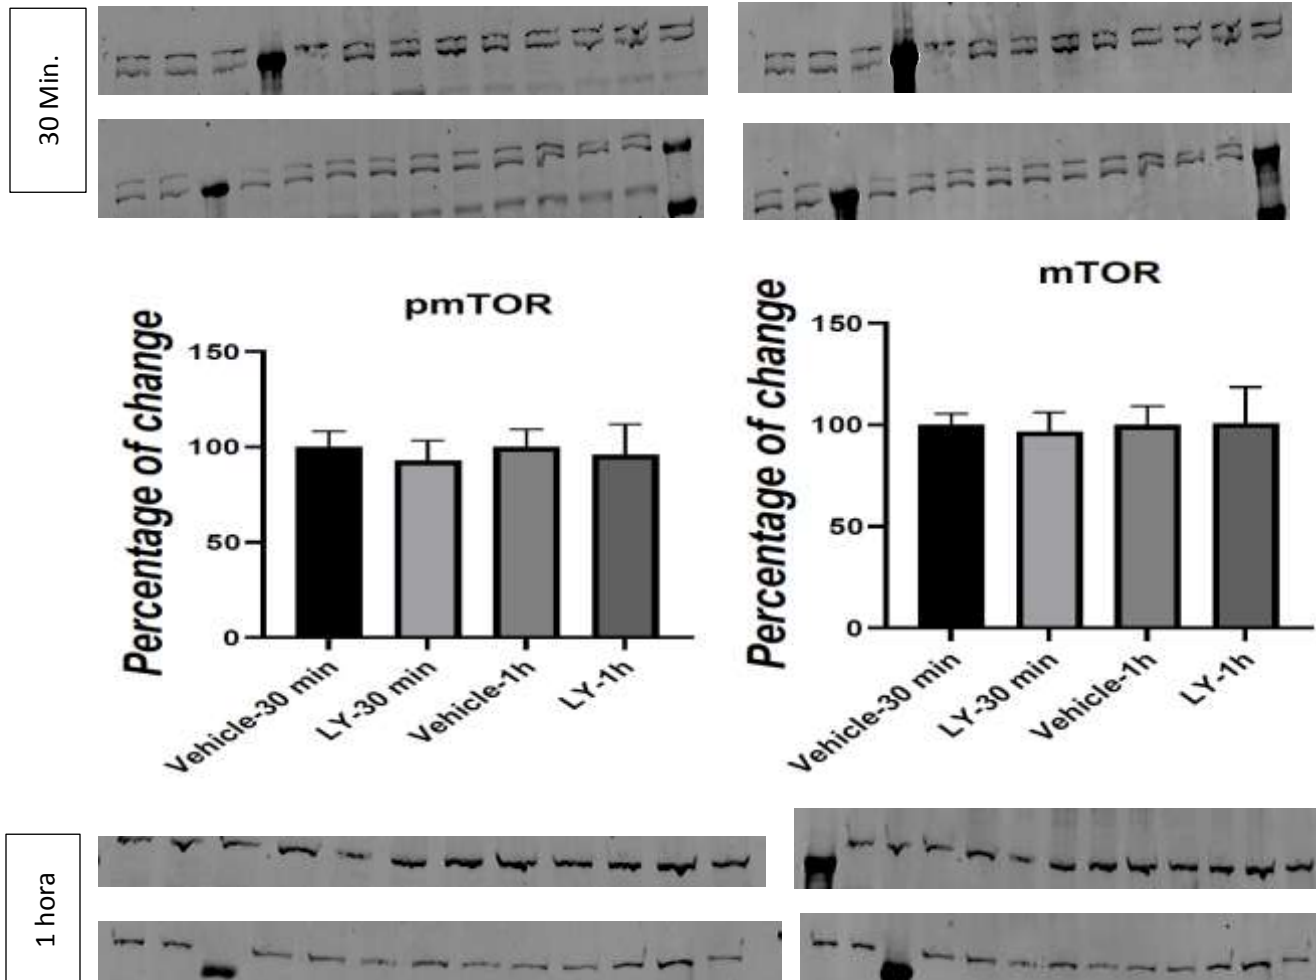 30 Min.
pmTOR
Percentage of change
150
100
50
0
Vehicle-30 min
LY-30 min
Vehicle-1h
LY-1h
mTOR
Percentage of change
150
100
50
0
Vehicle-30 min
LY-30 min
Vehicle-1h
LY-1h
1 hora